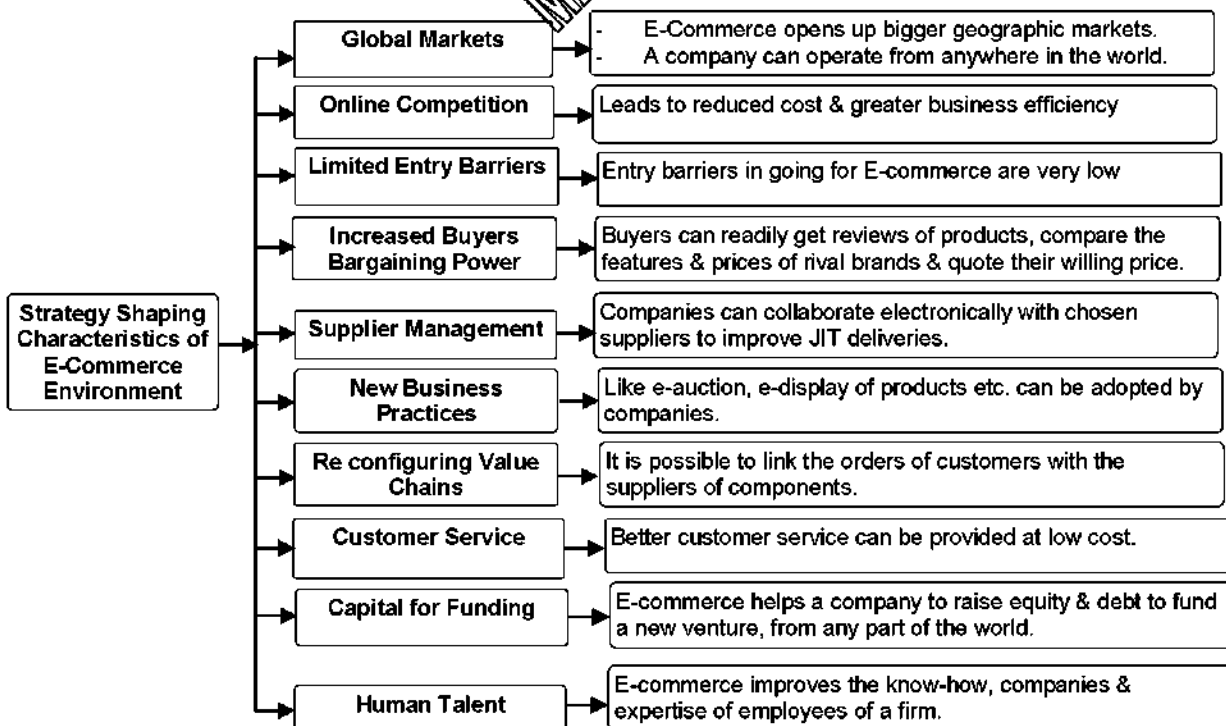 Global Markets
- E-Commerce opens up bigger geographic markets.
- A company can operate from anywhere in the world.
Online Competition
Leads to reduced cost & greater business efficiency
Limited Entry Barriers
Entry barriers in going for E-commerce are very low
Increased Buyers
Bargaining Power
Buyers can readily get reviews of products, compare the
features & prices of rival brands & quote their willing price.
Strategy Shaping
Characteristics of
E-Commerce
Environment
Supplier Management
Companies can collaborate electronically with chosen
suppliers to improve JIT deliveries.
New Business
Practices
Like e-auction, e-display of products etc. can be adopted by
companies.
Re configuring Value
Chains
It is possible to link the orders of customers with the
suppliers of components.
Customer Service
Better customer service can be provided at low cost.
Capital for Funding
E-commerce helps a company to raise equity & debt to fund
a new venture, from any part of the world.
Human Talent
E-commerce improves the know-how, companies &
expertise of employees of a firm.